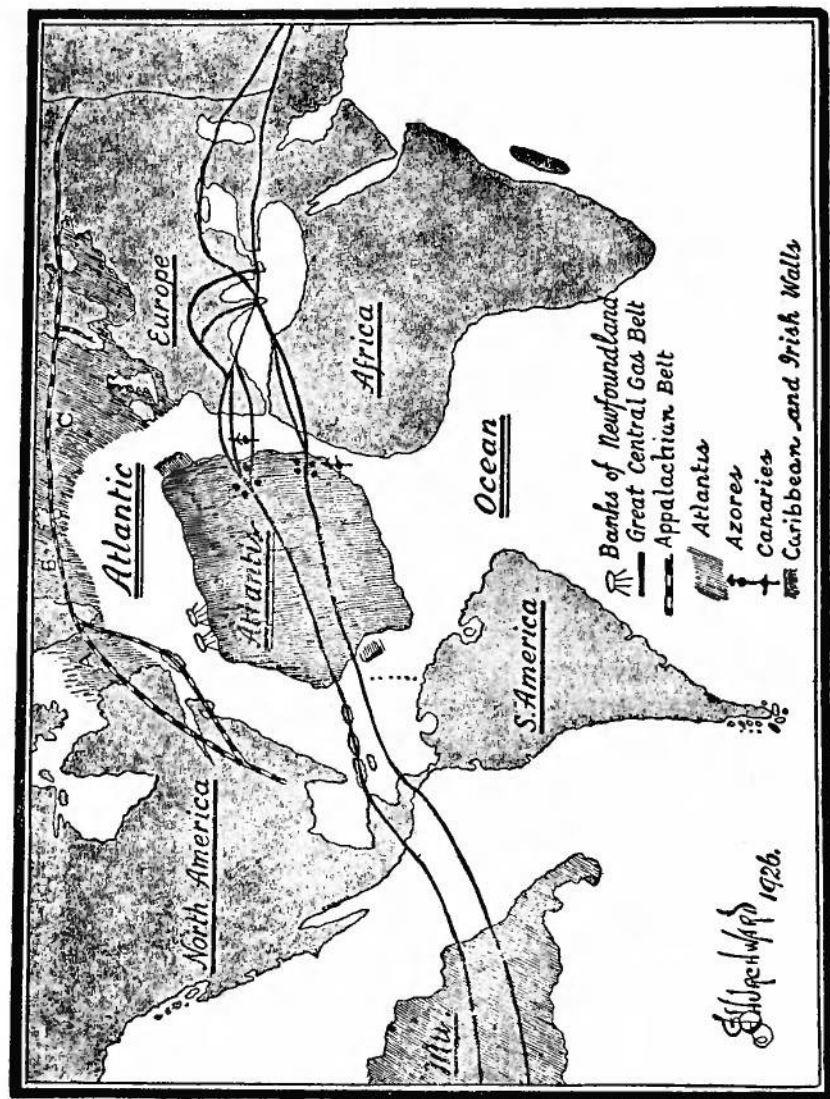 North America
A
B
C
Europe
Atlantic
Atlantis
Mu.
S. America
Africa
Ocean
Banks of Newfoundland
Great Central Gas Belt
Appalachian Belt
Atlantis
Azores
Canaries
Caribbean and Irish Walls
CHURCHWARD 1926.